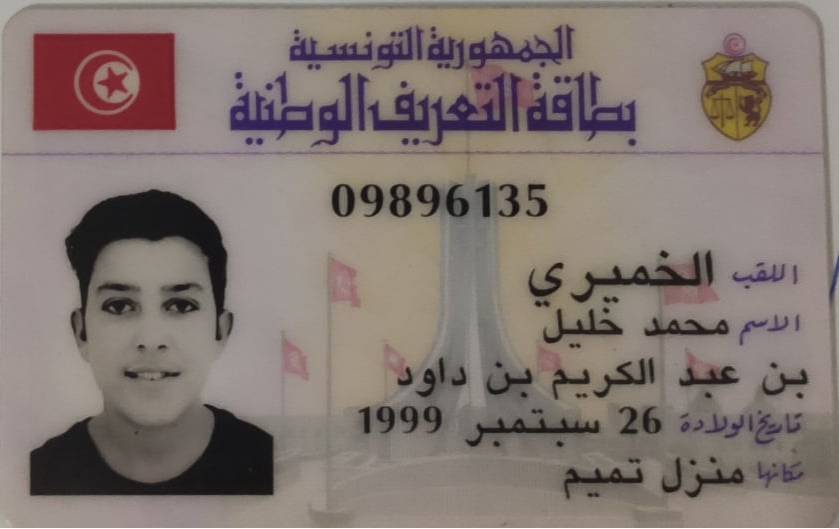 الجمهورية التونسية
بطاقة التعريف الوطنية
09896135
اللقب الخميري
الاسم محمد خليل
بن عبد الكريم بن داود
تاريخ الولادة 26 سبتمبر 1999
مكانها منزل تميم